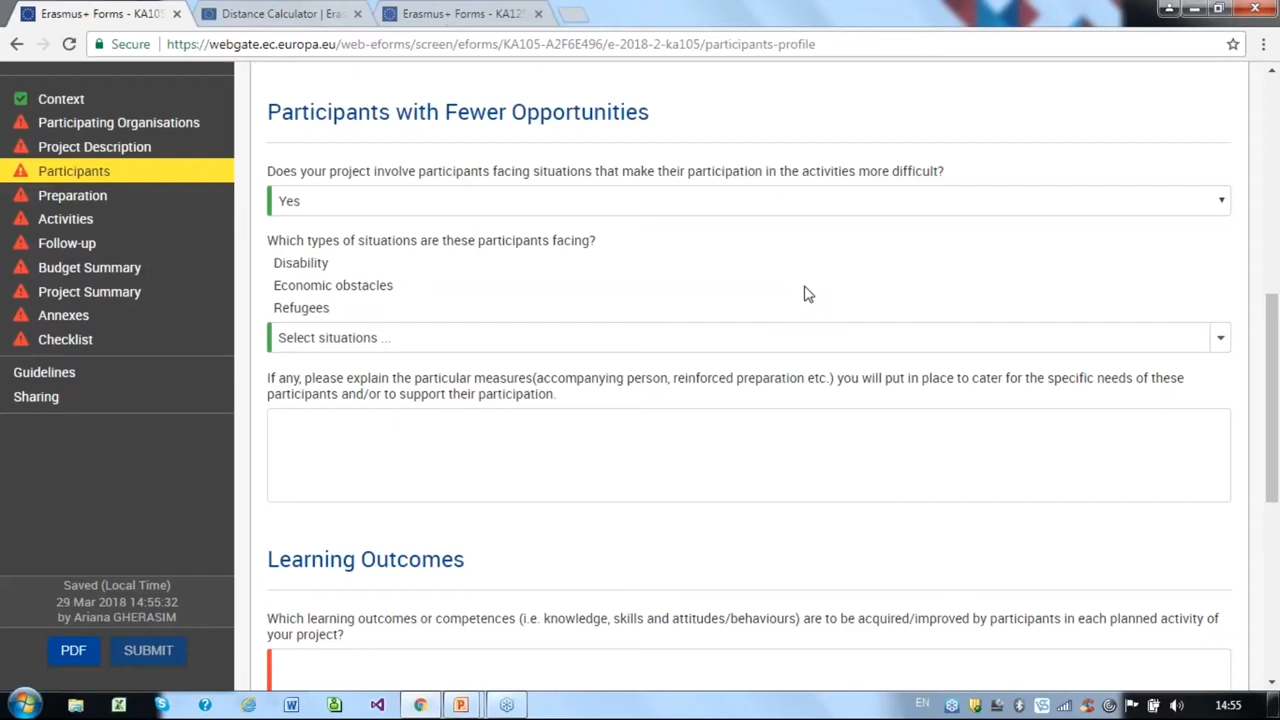 Erasmus+ Forms - KA105
Distance Calculator | Eras
Erasmus+ Forms - KA125
Secure
https://webgate.ec.europa.eu/web-eforms/screen/eforms/KA105-A2F6E496/e-2018-2-ka105/participants-profile
Context
Participating Organisations
Project Description
Participants
Preparation
Activities
Follow-up
Budget Summary
Project Summary
Annexes
Checklist
Guidelines
Sharing
Saved (Local Time)
29 Mar 2018 14:55:32
by Ariana GHERASIM
PDF
SUBMIT
Participants with Fewer Opportunities
Does your project involve participants facing situations that make their participation in the activities more difficult?
Yes
Which types of situations are these participants facing?
Disability
Economic obstacles
Refugees
Select situations ...
If any, please explain the particular measures(accompanying person, reinforced preparation etc.) you will put in place to cater for the specific needs of these
participants and/or to support their participation.
Learning Outcomes
Which learning outcomes or competences (i.e. knowledge, skills and attitudes/behaviours) are to be acquired/improved by participants in each planned activity of
your project?
EN
14:55